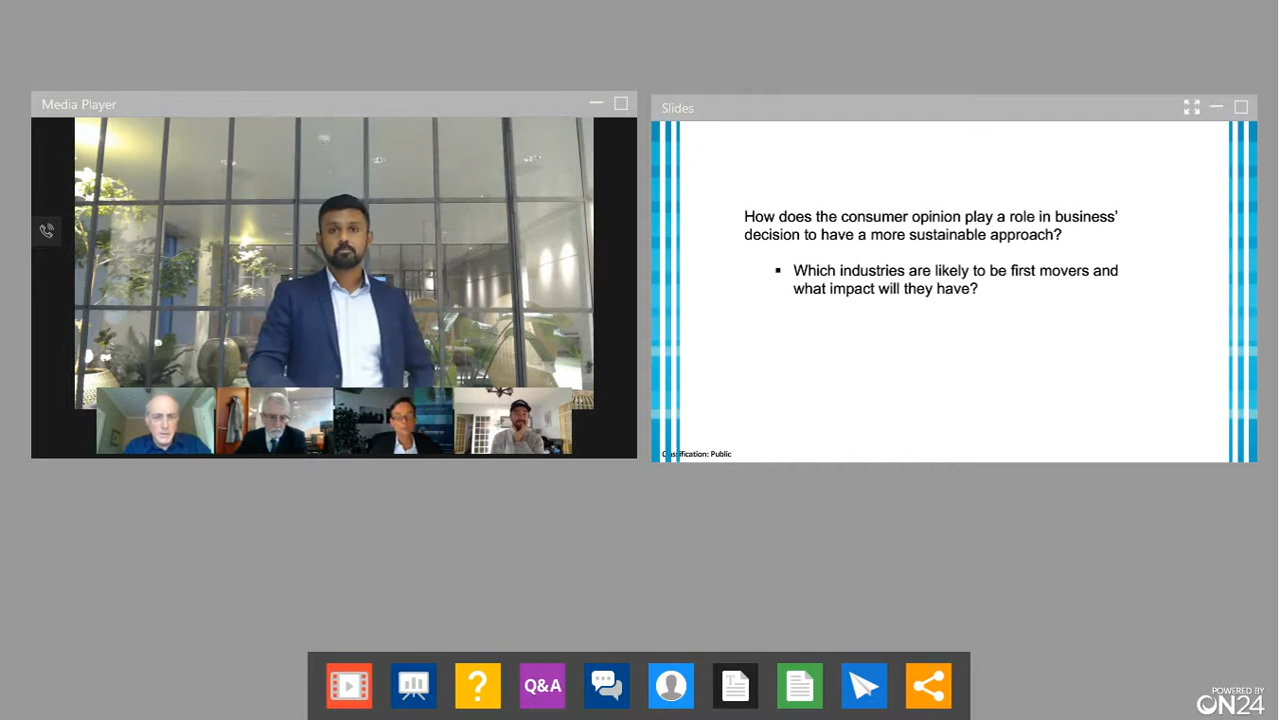 Media Player
Slides
How does the consumer opinion play a role in business'
decision to have a more sustainable approach?
▪ Which industries are likely to be first movers and
what impact will they have?
Classification: Public
?
Q&A
T
POWERED BY
ON24